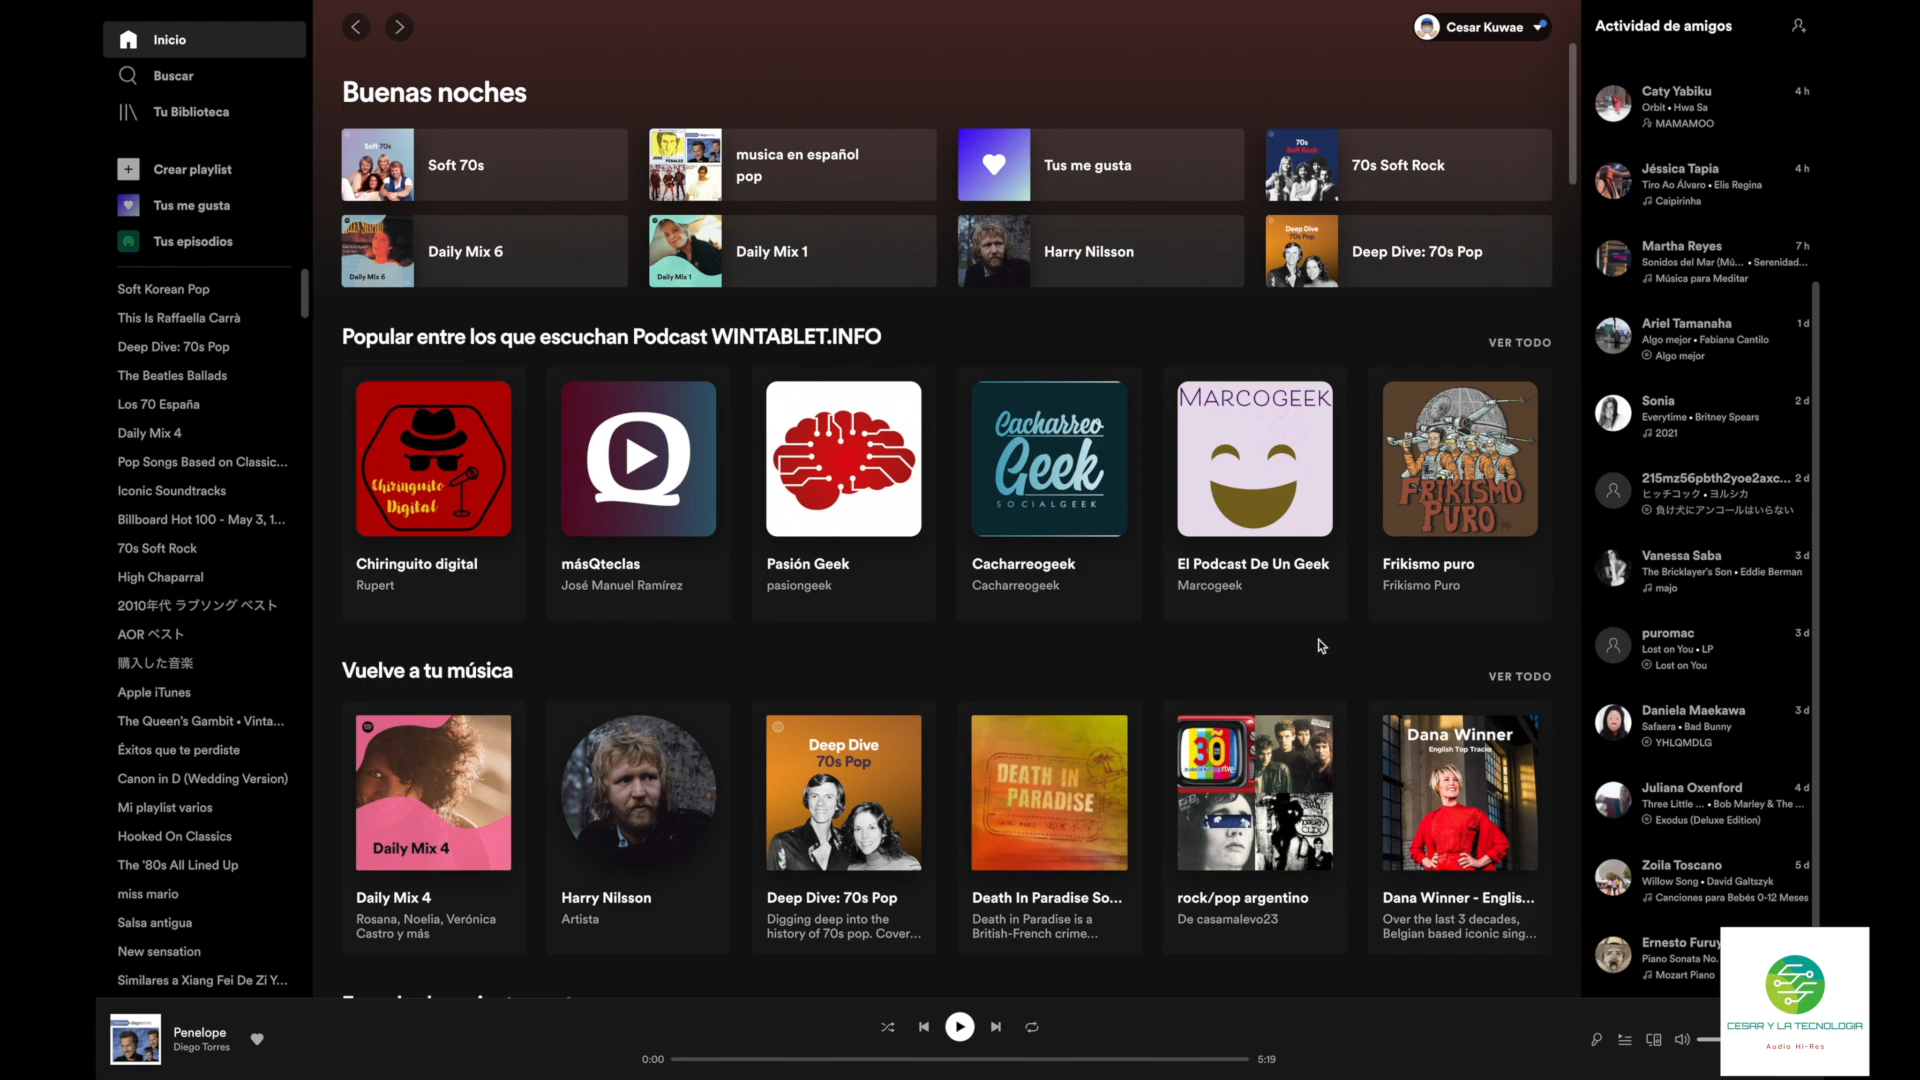 Inicio
Buscar
Tu Biblioteca
Crear playlist
Tus me gusta
Tus episodios
Soft Korean Pop
This Is Raffaella Carrà
Deep Dive: 70s Pop
The Beatles Ballads
Los 70 España
Daily Mix 4
Pop Songs Based on Classic...
Iconic Soundtracks
Billboard Hot 100 - May 3, 1...
70s Soft Rock
High Chaparral
2010年代 ラブソング ベスト
AOR ベスト
購入した音楽
Apple iTunes
The Queen's Gambit • Vinta...
Éxitos que te perdiste
Canon in D (Wedding Version)
Mi playlist varios
Hooked On Classics
The '80s All Lined Up
miss mario
Salsa antigua
New sensation
Similares a Xiang Fei De Zi Y...
Cesar Kuwae
Buenas noches
Soft 70s
Soft 70s
musica en español
pop
Tus me gusta
70s
Soft Rock
70s Soft Rock
Daily Mix 6
Daily Mix 6
Daily Mix 1
Daily Mix 1
Harry Nilsson
Deep Dive
70s Pop
Deep Dive: 70s Pop
Popular entre los que escuchan Podcast WINTABLET.INFO
VER TODO
Chiringuito
Digital
Chiringuito digital
Rupert
Q
másQteclas
José Manuel Ramírez
Pasión Geek
pasiongeek
Cacharreo
Geek
SOCIALGEEK
Cacharreogeek
Cacharreogeek
MARCOGEEK
El Podcast De Un Geek
Marcogeek
FRIKISMO
PURO
Frikismo puro
Frikismo Puro
Vuelve a tu música
VER TODO
Daily Mix 4
Daily Mix 4
Rosana, Noelia, Verónica
Castro y más
Harry Nilsson
Artista
Deep Dive
70s Pop
Deep Dive: 70s Pop
Digging deep into the
history of 70s pop. Cover...
DEATH IN
PARADISE
Death In Paradise So...
Death in Paradise is a
British-French crime...
30
rock/pop argentino
De casamalevo23
Dana Winner
English Top Tracks
Dana Winner - Englis...
Over the last 3 decades,
Belgian based iconic sing...
Actividad de amigos
Caty Yabiku 4 h
Orbit • Hwa Sa
MAMAMOO
Jéssica Tapia 4 h
Tiro Ao Álvaro • Elis Regina
Caipirinha
Martha Reyes 7 h
Sonidos del Mar (Mú... • Serenidad...
Música para Meditar
Ariel Tamanaha 1 d
Algo mejor • Fabiana Cantilo
Algo mejor
Sonia 2 d
Everytime • Britney Spears
2021
215mz56pbth2yoe2axc... 2 d
ヒッチコック • ヨルシカ
負け犬にアンコールはいらない
Vanessa Saba 3 d
The Bricklayer's Son • Eddie Berman
majo
puromac 3 d
Lost on You • LP
Lost on You
Daniela Maekawa 3 d
Safaera • Bad Bunny
YHLQMDLG
Juliana Oxenford 4 d
Three Little ... • Bob Marley & The ...
Exodus (Deluxe Edition)
Zoila Toscano 5 d
Willow Song • David Galtszyk
Canciones para Bebés 0-12 Meses
Ernesto Furuy
Piano Sonata No.
Mozart Piano
CESAR Y LA TECNOLOGIA
Audio Hi-Res
Penelope
Diego Torres
0:00
5:19